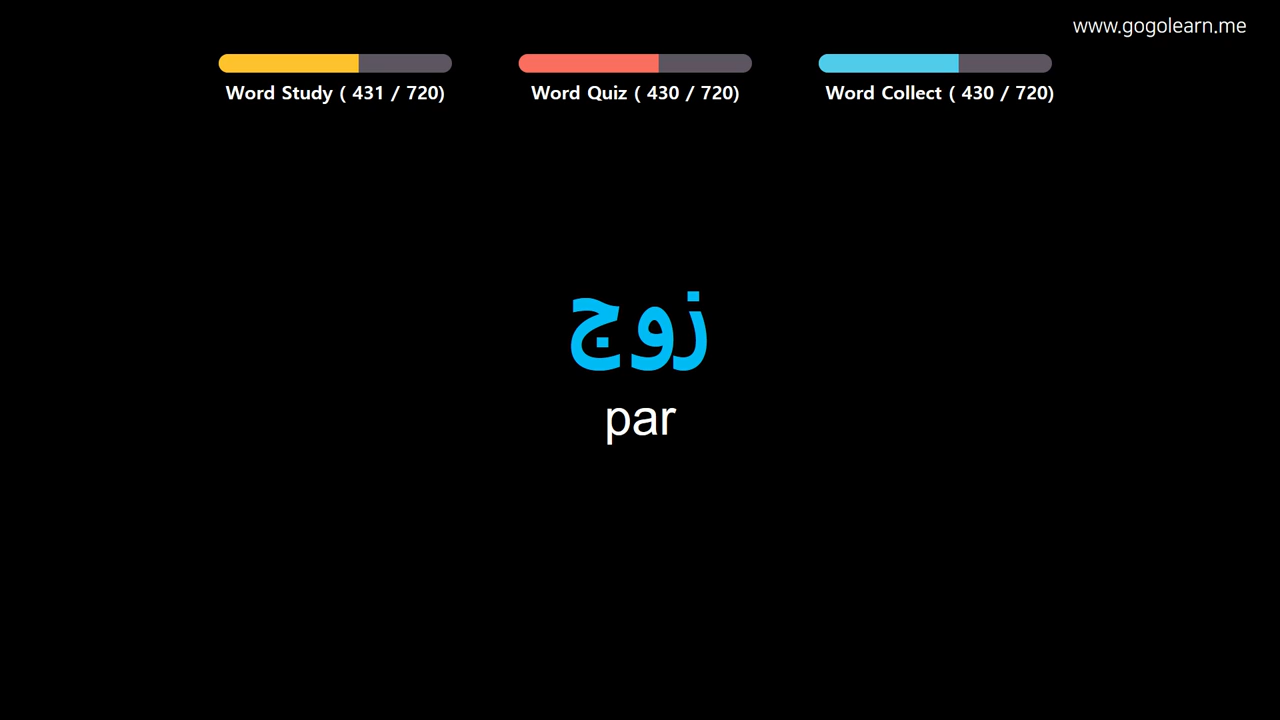 www.gogolearn.me
Word Study ( 431 / 720)
Word Quiz ( 430 / 720)
Word Collect ( 430 / 720)
زوج
par